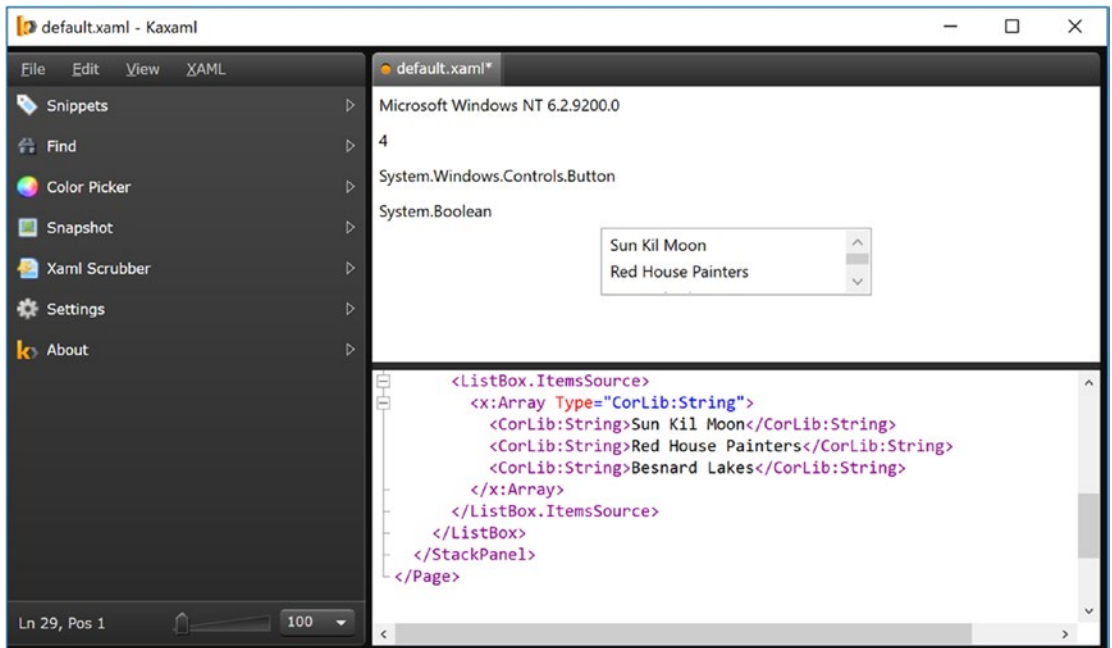 default.xaml - Kaxaml
File Edit View XAML
Snippets
Find
Color Picker
Snapshot
Xaml Scrubber
Settings
About
Ln 29, Pos 1
100
default.xaml*
Microsoft Windows NT 6.2.9200.0
4
System.Windows.Controls.Button
System.Boolean
Sun Kil Moon
Red House Painters
<ListBox.ItemsSource>
<x:Array Type="CorLib:String">
<CorLib:String>Sun Kil Moon</CorLib:String>
<CorLib:String>Red House Painters</CorLib:String>
<CorLib:String>Besnard Lakes</CorLib:String>
</x:Array>
</ListBox.ItemsSource>
</ListBox>
</StackPanel>
</Page>